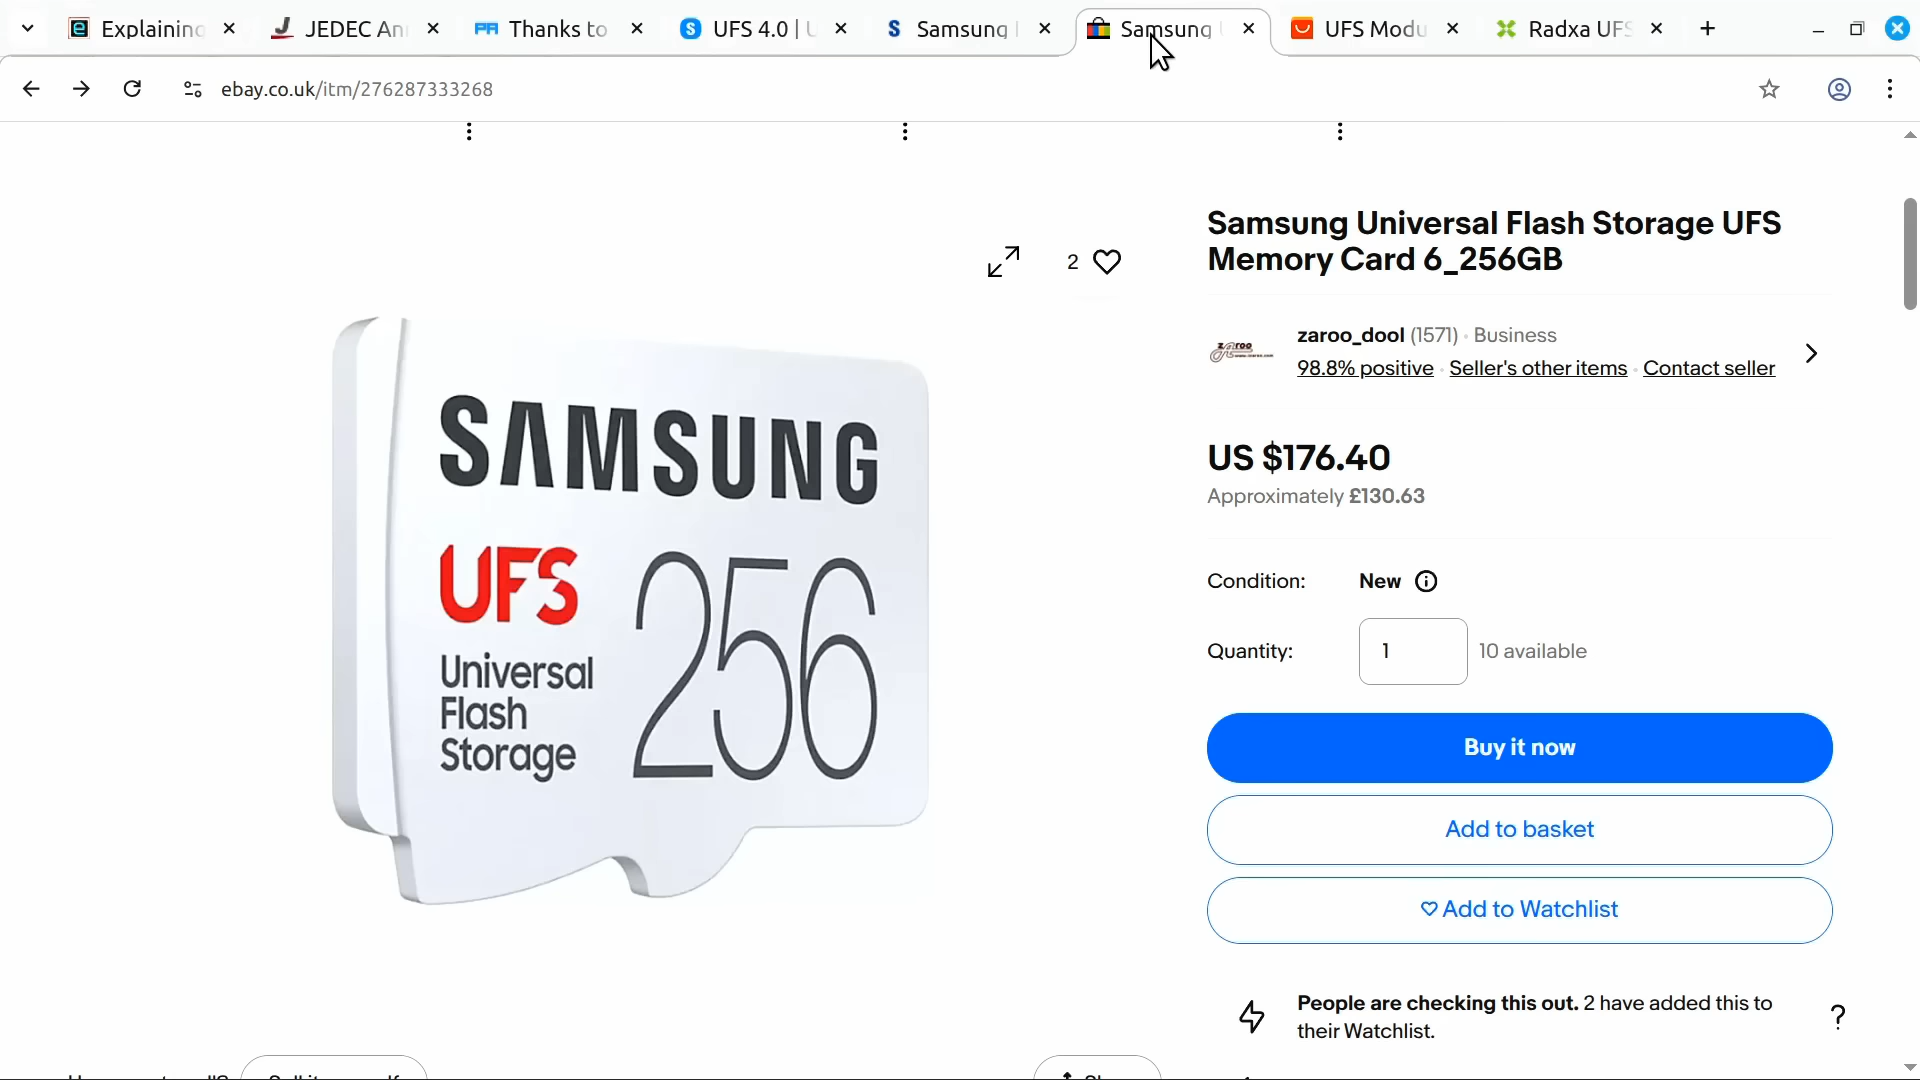 Explaining
JEDEC An
Thanks to
UFS 4.0 | U
Samsung
Samsung
UFS Modu
Radxa UFS
ebay.co.uk/itm/276287333268
2
Samsung Universal Flash Storage UFS
Memory Card 6_256GB
zaroo_dool (1571) · Business
98.8% positive · Seller's other items · Contact seller
US $176.40
Approximately £130.63
Condition: New
Quantity: 1 10 available
Buy it now
Add to basket
Add to Watchlist
People are checking this out. 2 have added this to
their Watchlist.
SAMSUNG
UFS
Universal
Flash
Storage
256